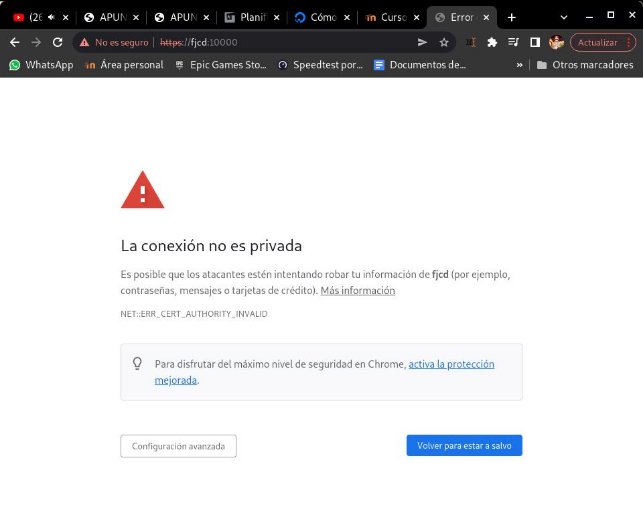 (26
APUN
APUN
Planif
Cómo
Curso
Error
No es seguro
https://fjcd:10000
Actualizar
WhatsApp
Área personal
Epic Games Sto...
Speedtest por...
Documentos de...
»
Otros marcadores
La conexión no es privada
Es posible que los atacantes estén intentando robar tu información de fjcd (por ejemplo,
contraseñas, mensajes o tarjetas de crédito). Más información
NET::ERR_CERT_AUTHORITY_INVALID
Para disfrutar del máximo nivel de seguridad en Chrome, activa la protección
mejorada.
Configuración avanzada
Volver para estar a salvo